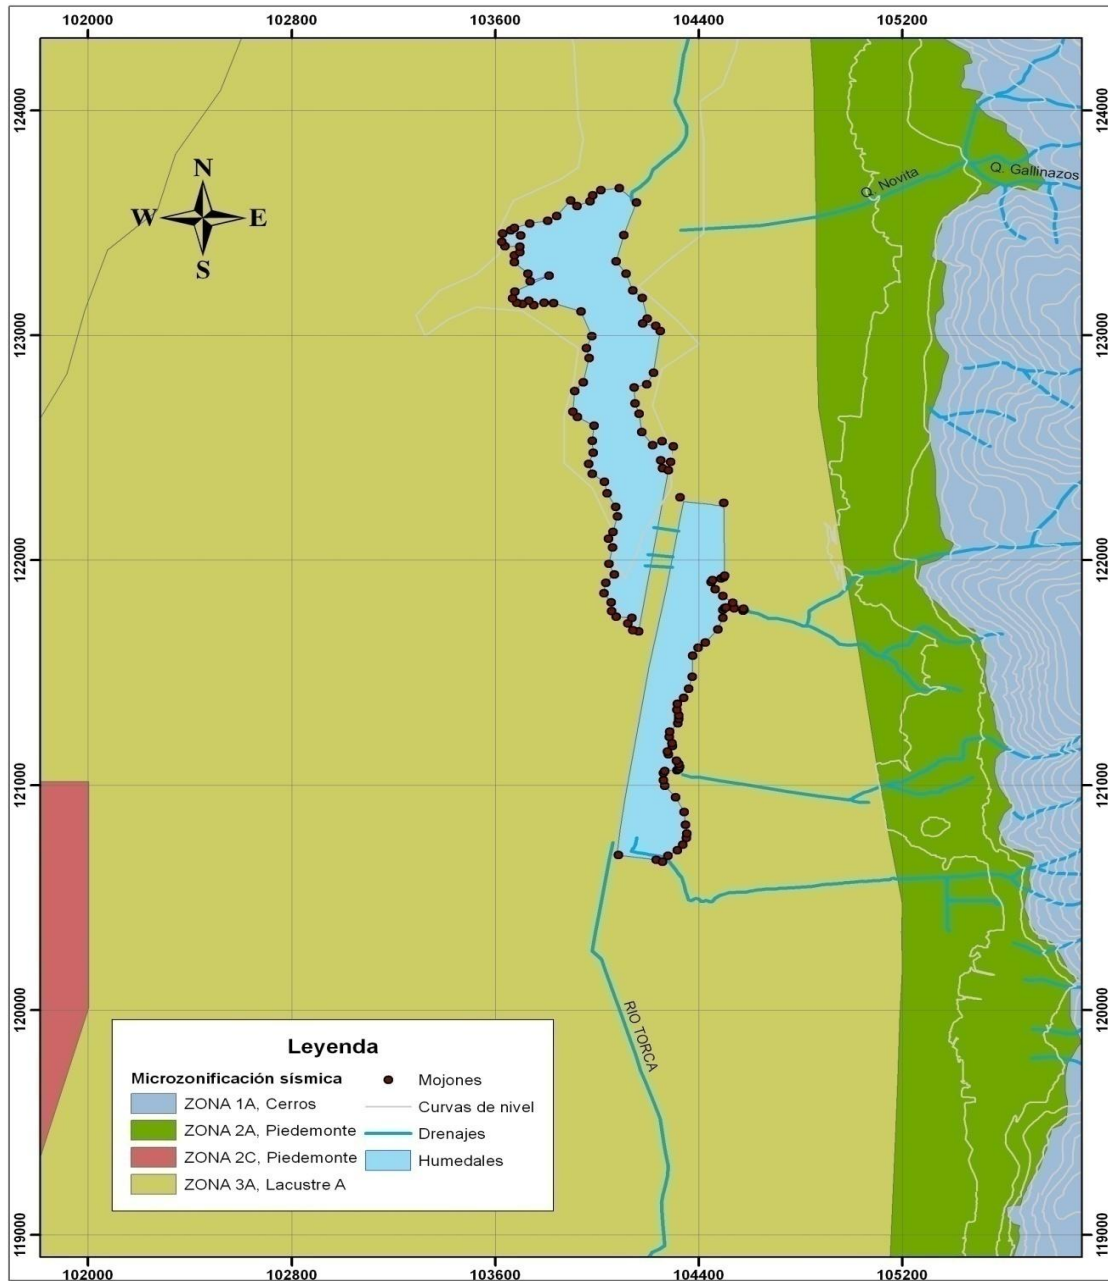 102000 102800 103600 104400 105200
124000 124000
N
W E
S
Q. Novita
Q. Gallinazos
123000 123000
122000 122000
121000 121000
120000 120000
RIO TORCA
Leyenda
Microzonificación sísmica
ZONA 1A, Cerros
ZONA 2A, Piedemonte
ZONA 2C, Piedemonte
ZONA 3A, Lacustre A
Mojones
Curvas de nivel
Drenajes
Humedales
119000 119000
102000 102800 103600 104400 105200